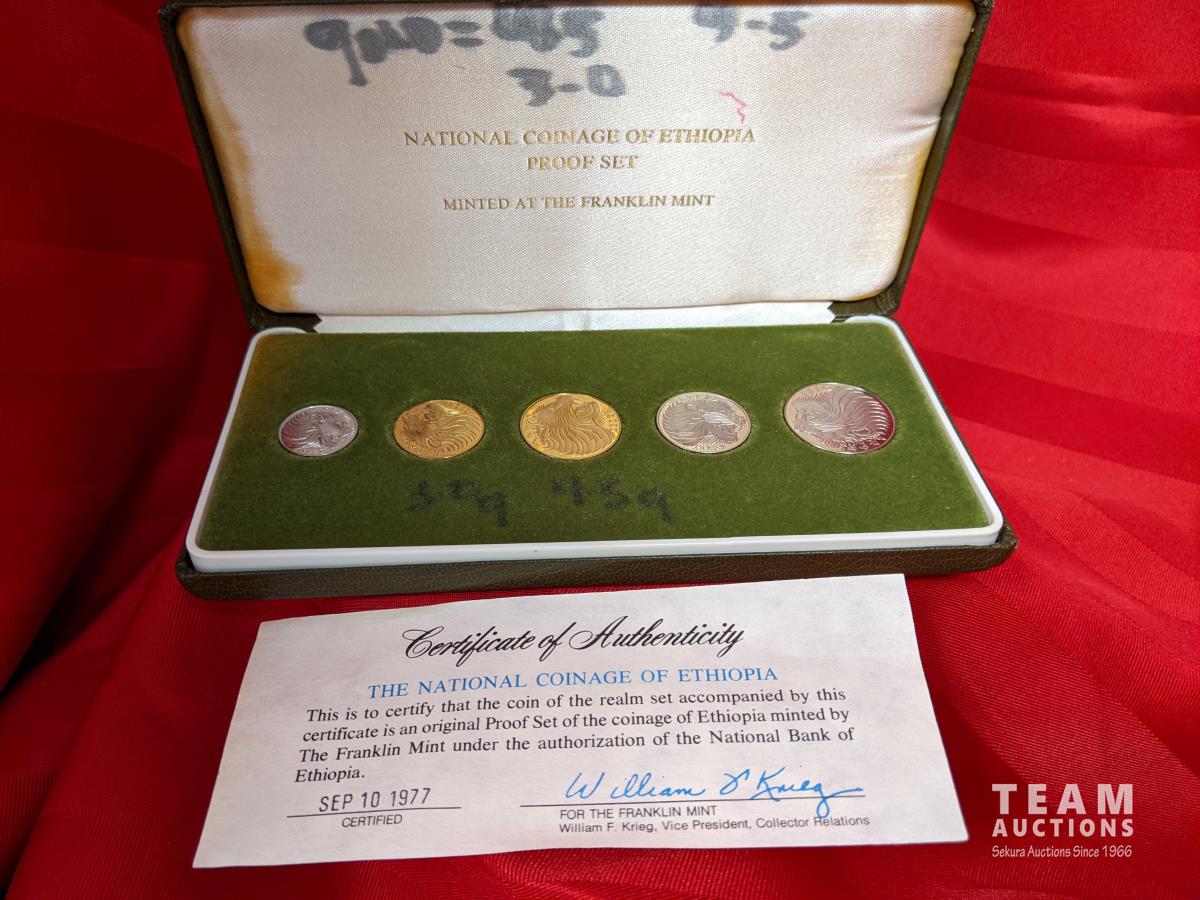 3-0
NATIONAL COINAGE OF ETHIOPIA
PROOF SET
MINTED AT THE FRANKLIN MINT
Certificate of Authenticity
THE NATIONAL COINAGE OF ETHIOPIA
This is to certify that the coin of the realm set accompanied by this
certificate is an original Proof Set of the coinage of Ethiopia minted by
The Franklin Mint under the authorization of the National Bank of
Ethiopia.
SEP 10 1977
CERTIFIED
William F Krieg
FOR THE FRANKLIN MINT
William F. Krieg, Vice President, Collector Relations
TEAM
AUCTIONS
Sekura Auctions Since 1966